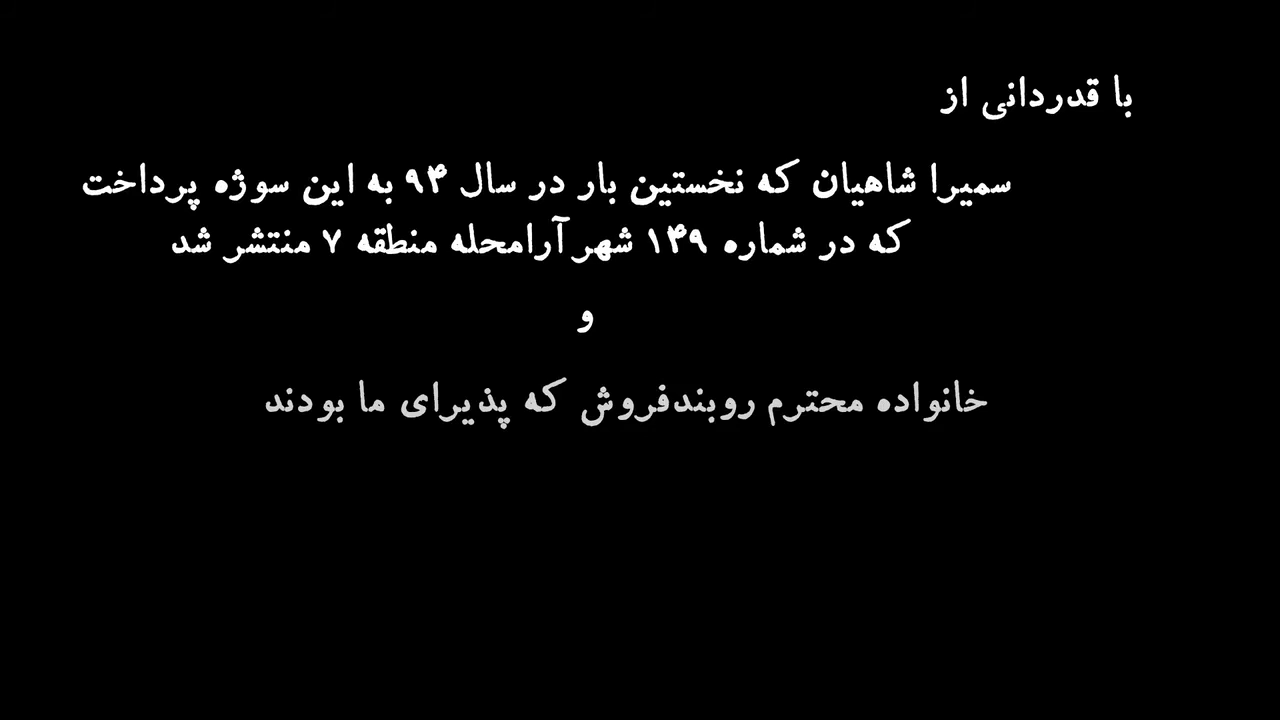 با قدردانی از
سمیرا شاهیان که نخستین بار در سال ۹۴ به این سوژه پرداخت
که در شماره ۱۴۹ شهرآرامحله منطقه ۷ منتشر شد
و
خانواده محترم روبندفروش که پذیرای ما بودند